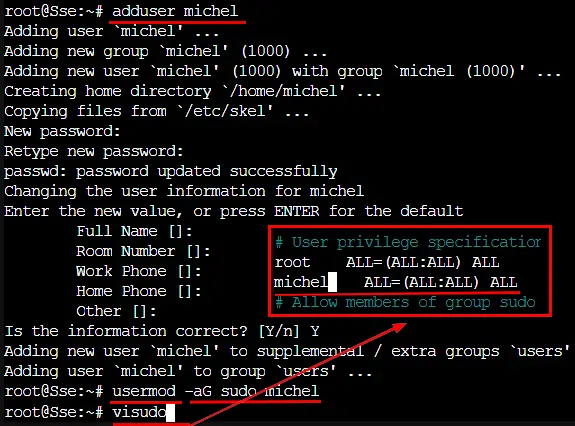 root@Sse:~# adduser michel
Adding user `michel' ...
Adding new group `michel' (1000) ...
Adding new user `michel' (1000) with group `michel (1000)' ...
Creating home directory `/home/michel' ...
Copying files from `/etc/skel' ...
New password:
Retype new password:
passwd: password updated successfully
Changing the user information for michel
Enter the new value, or press ENTER for the default
Full Name []:
Room Number []:
Work Phone []:
Home Phone []:
Other []:
# User privilege specification
root ALL=(ALL:ALL) ALL
michel ALL=(ALL:ALL) ALL
# Allow members of group sudo
Is the information correct? [Y/n] Y
Adding new user `michel' to supplemental / extra groups `users'
Adding user `michel' to group `users' ...
root@Sse:~# usermod -aG sudo michel
root@Sse:~# visudo